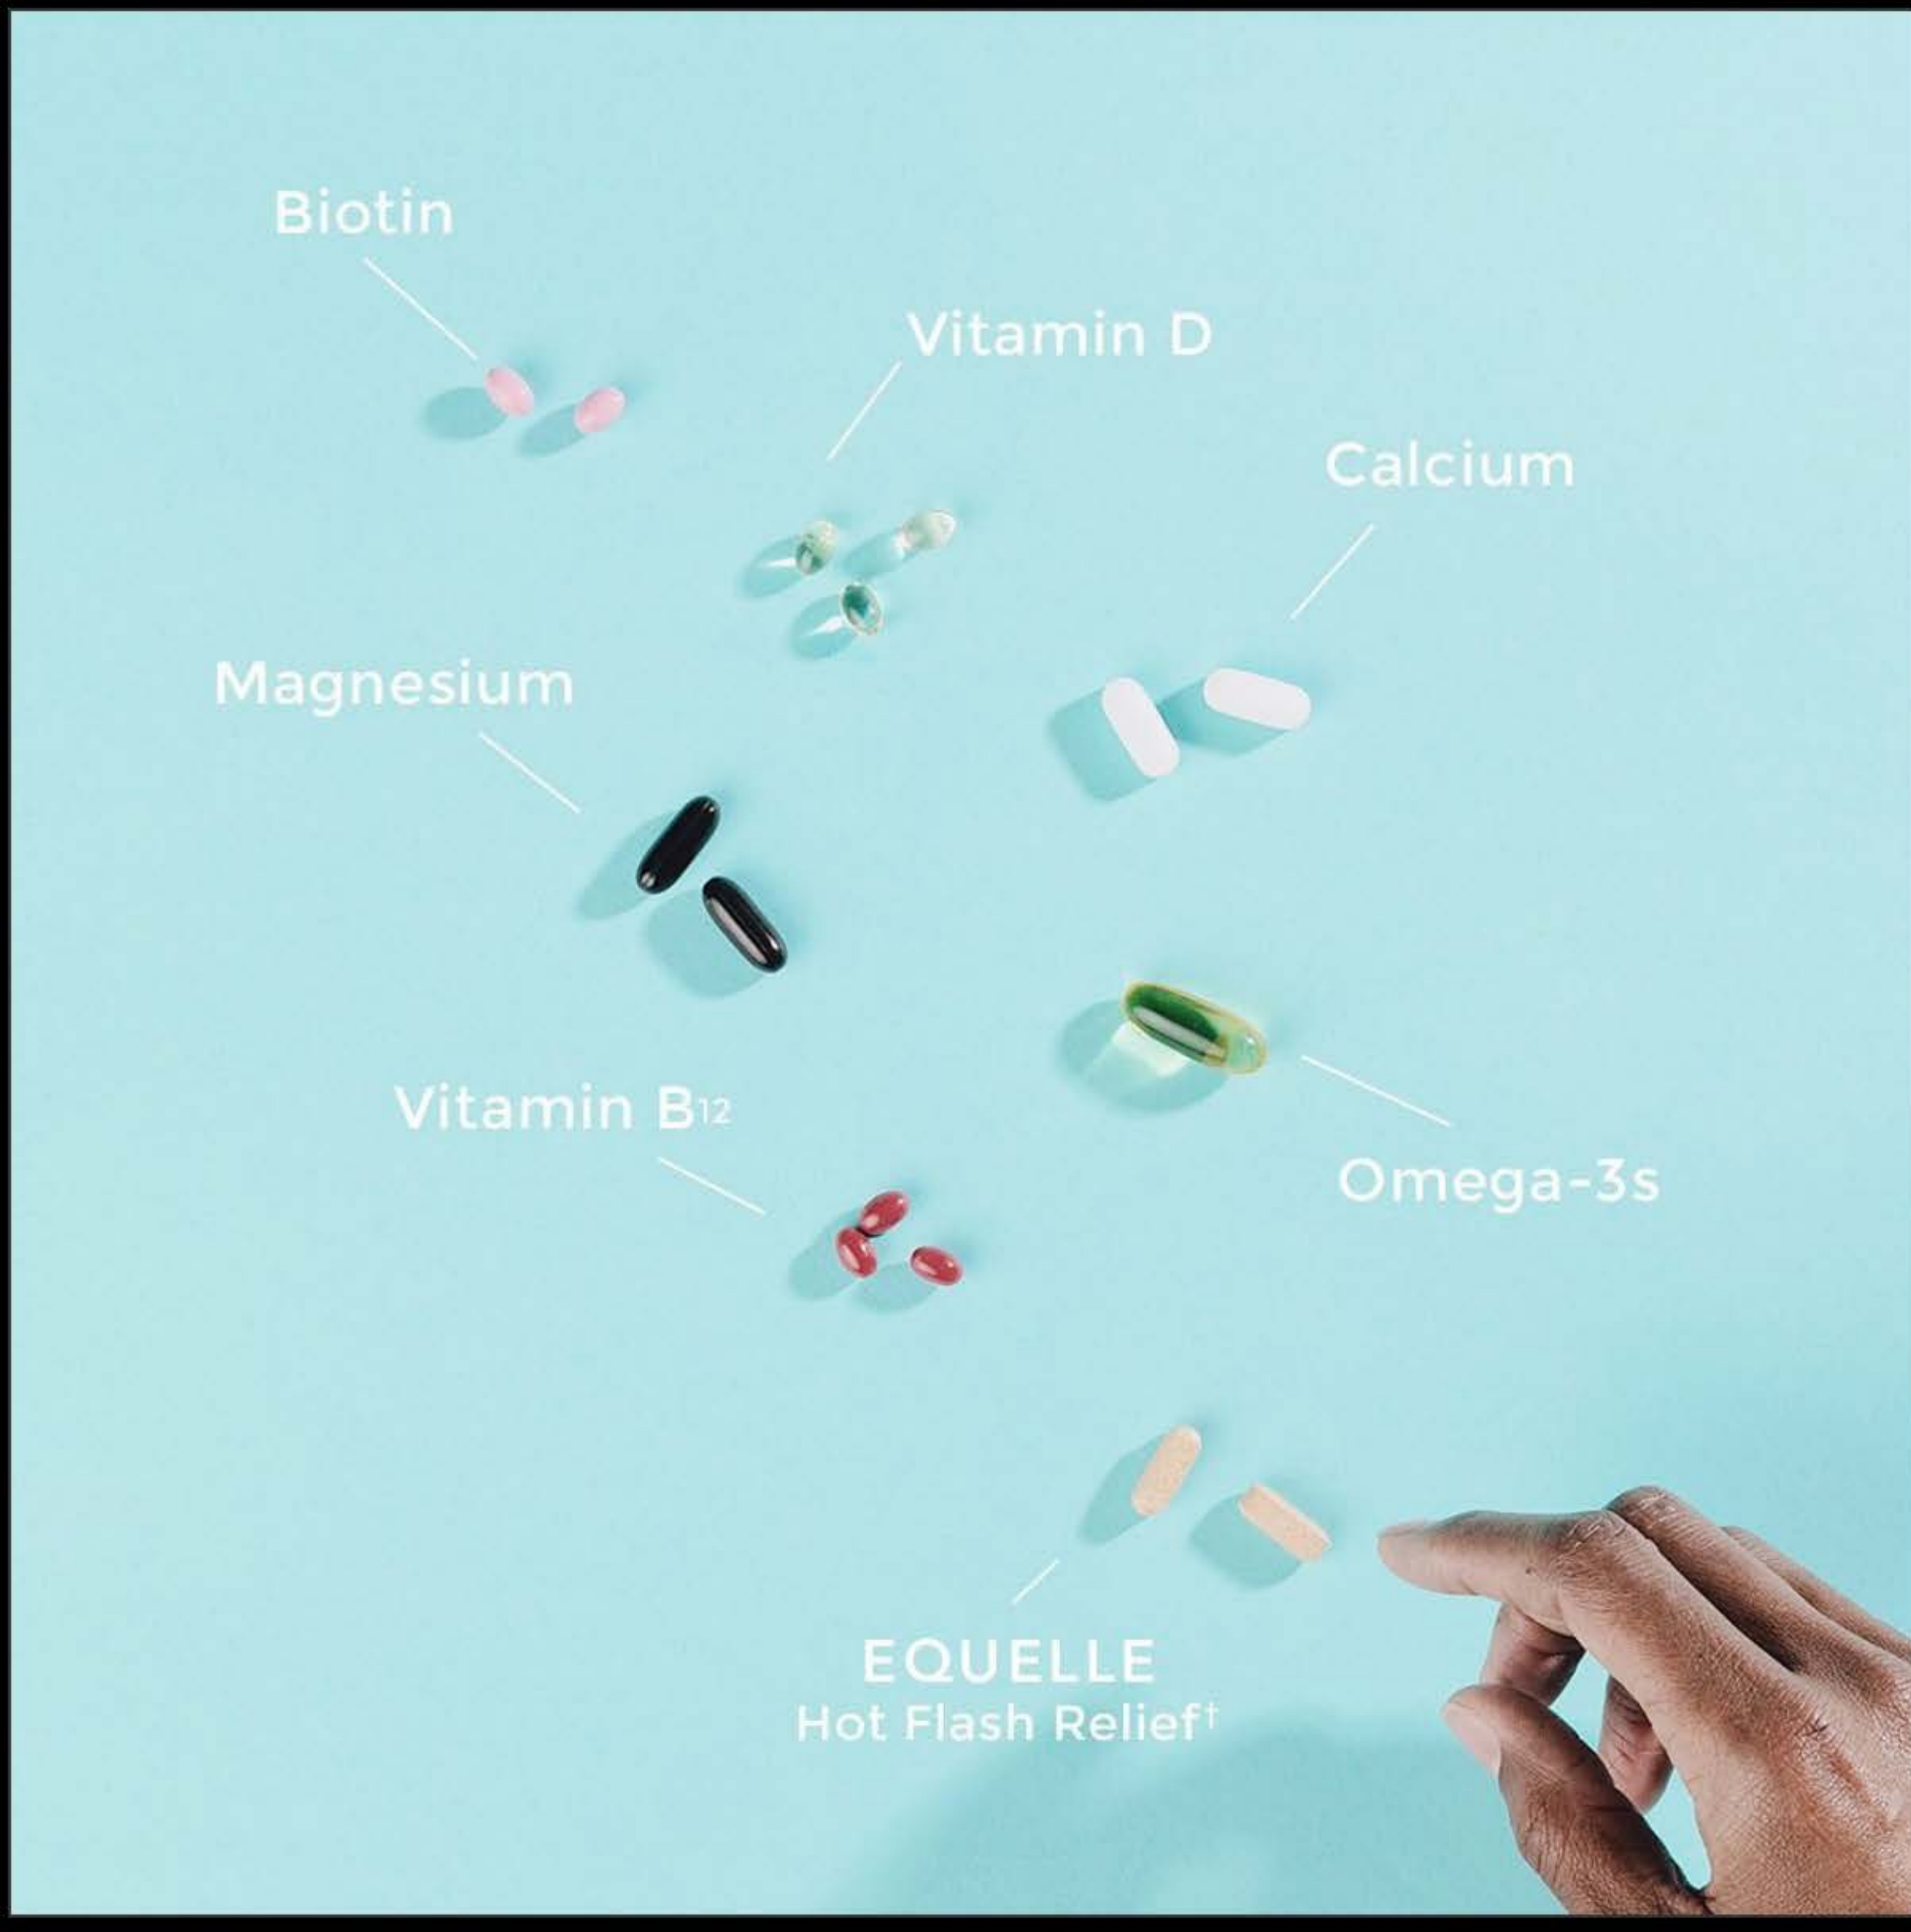 Biotin
Vitamin D
Calcium
Magnesium
Vitamin B12
Omega-3s
EQUELLE
Hot Flash Relief†